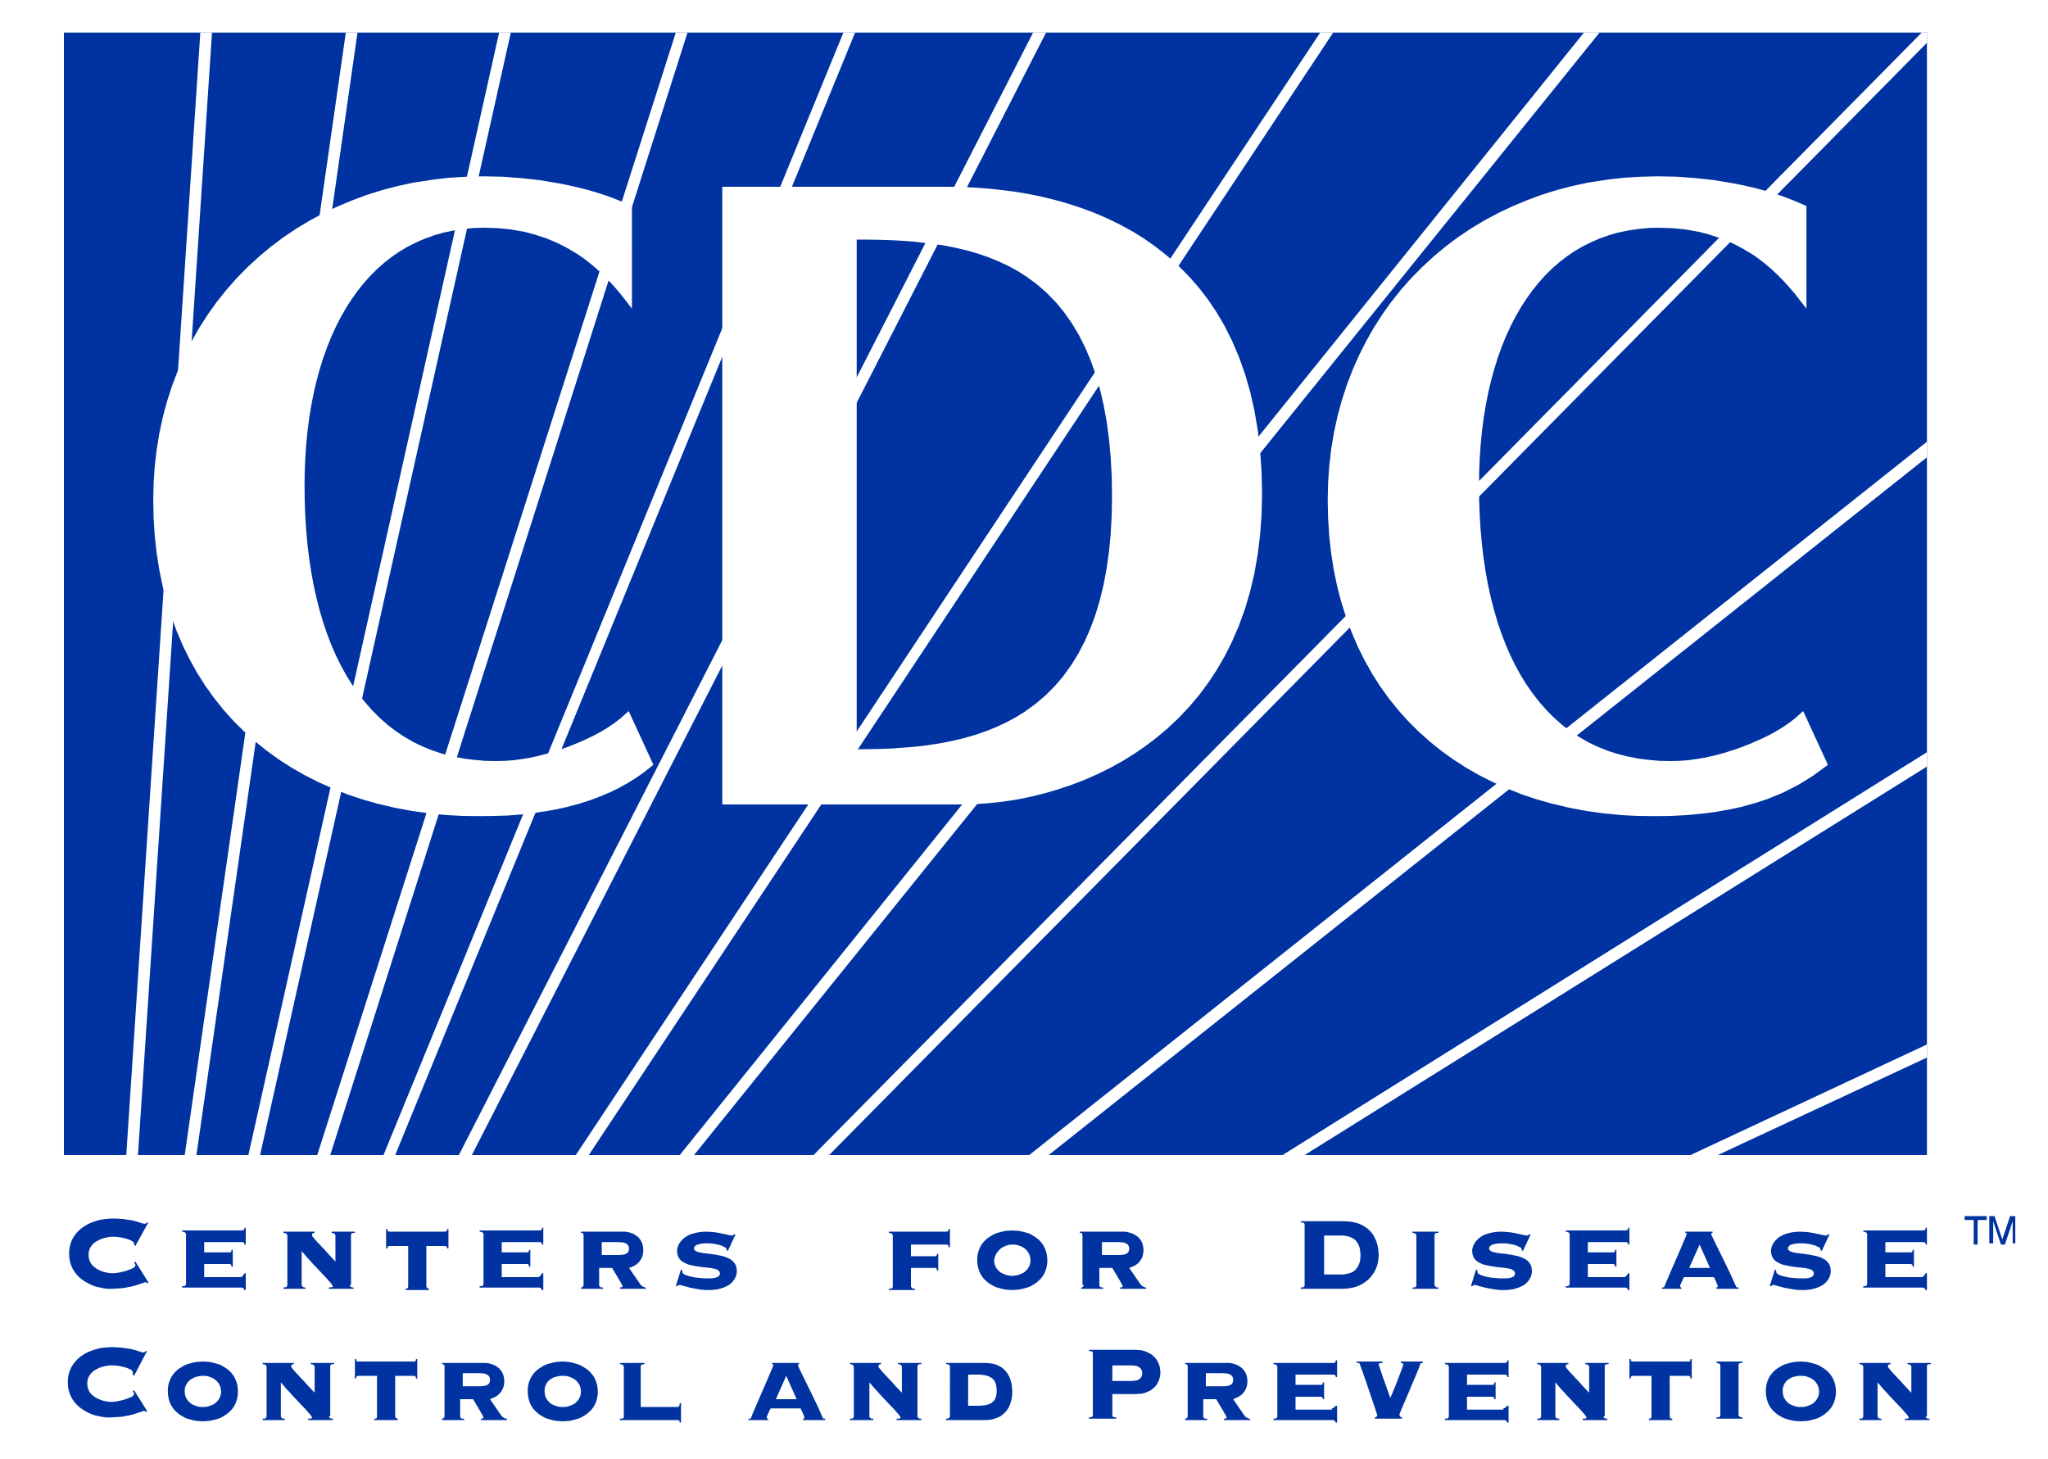 CDC
CENTERS FOR DISEASE™
CONTROL AND PREVENTION